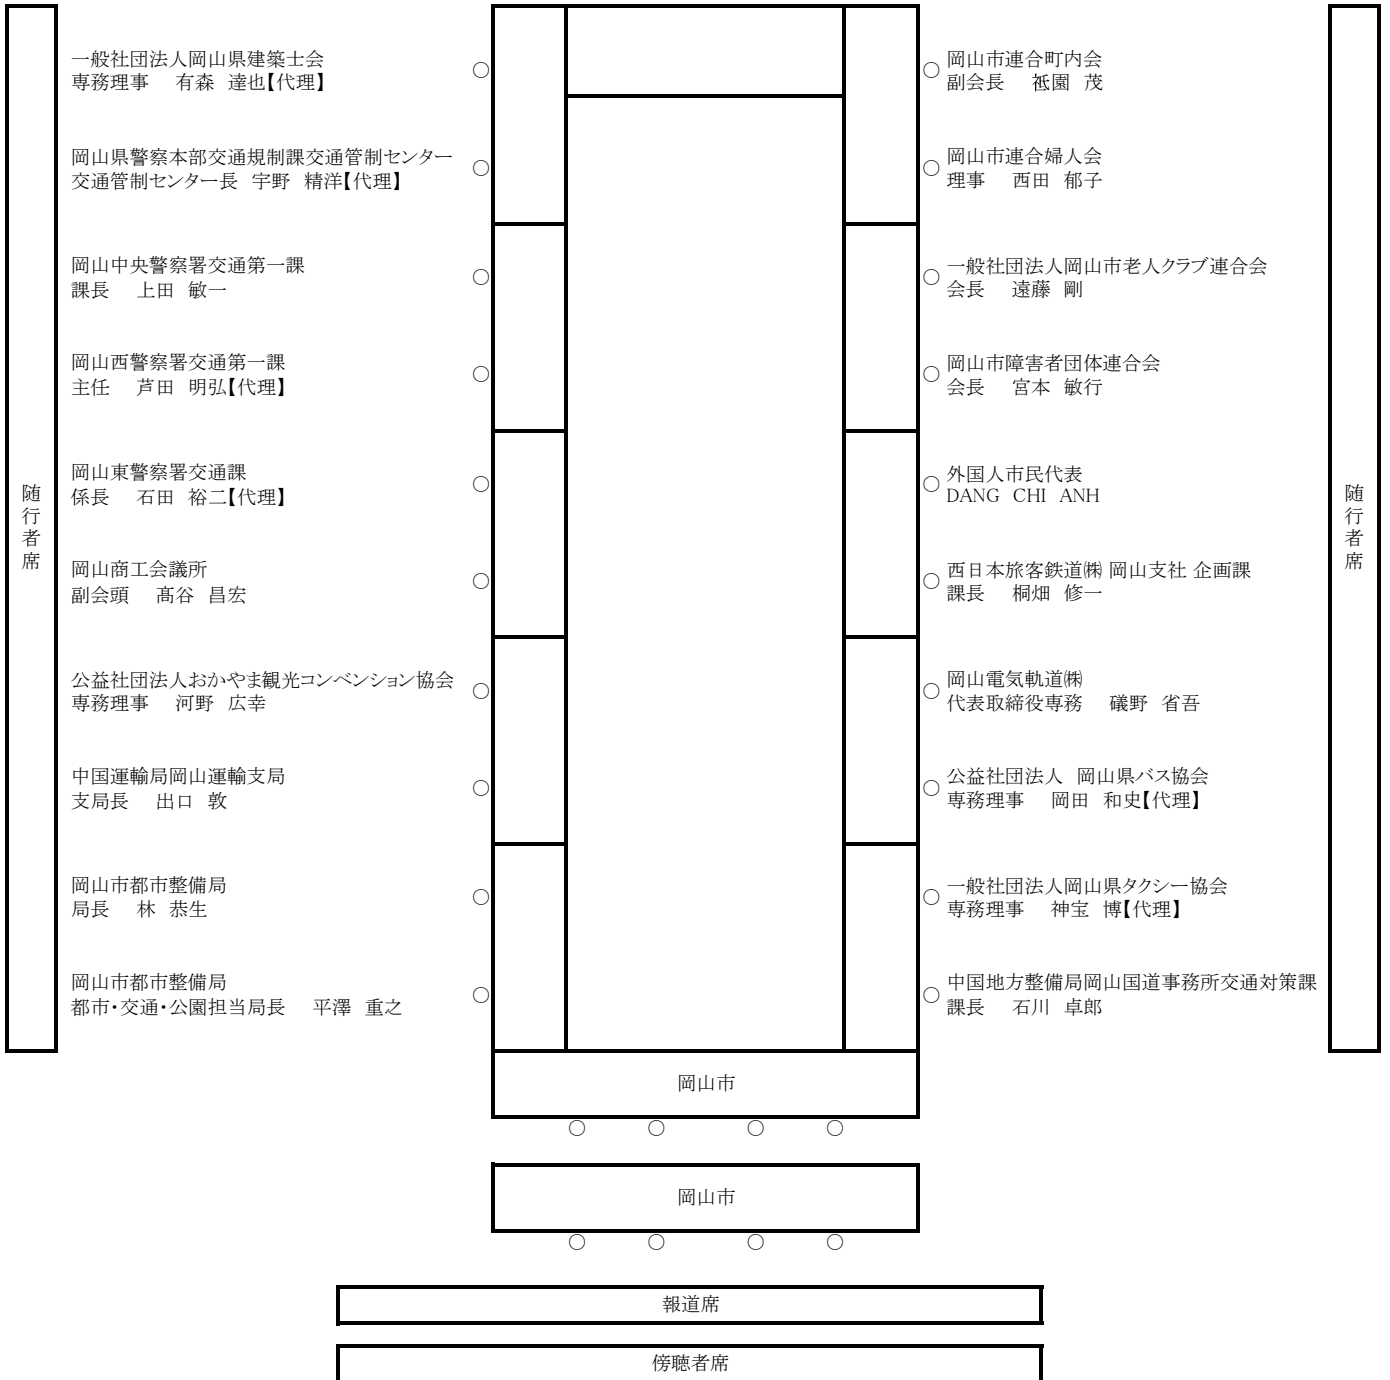 随行者席
一般社団法人岡山県建築士会
専務理事　有森 達也【代理】
岡山県警察本部交通規制課交通管制センター
交通管制センター長 宇野 精洋【代理】
岡山中央警察署交通第一課
課長　上田 敏一
岡山西警察署交通第一課
主任　芦田 明弘【代理】
岡山東警察署交通課
係長　石田 裕二【代理】
岡山商工会議所
副会頭　髙谷 昌宏
公益社団法人おかやま観光コンベンション協会
専務理事　河野 広幸
中国運輸局岡山運輸支局
支局長　出口 敦
岡山市都市整備局
局長　林 恭生
岡山市都市整備局
都市・交通・公園担当局長　平澤 重之
岡山市連合町内会
副会長　祗園 茂
岡山市連合婦人会
理事　西田 郁子
一般社団法人岡山市老人クラブ連合会
会長　遠藤 剛
岡山市障害者団体連合会
会長　宮本 敏行
外国人市民代表
DANG CHI ANH
西日本旅客鉄道㈱ 岡山支社 企画課
課長　桐畑 修一
岡山電気軌道㈱
代表取締役専務　礒野 省吾
公益社団法人 岡山県バス協会
専務理事　岡田 和史【代理】
一般社団法人岡山県タクシー協会
専務理事　神宝 博【代理】
中国地方整備局岡山国道事務所交通対策課
課長　石川 卓郎
随行者席
岡山市
岡山市
報道席
傍聴者席